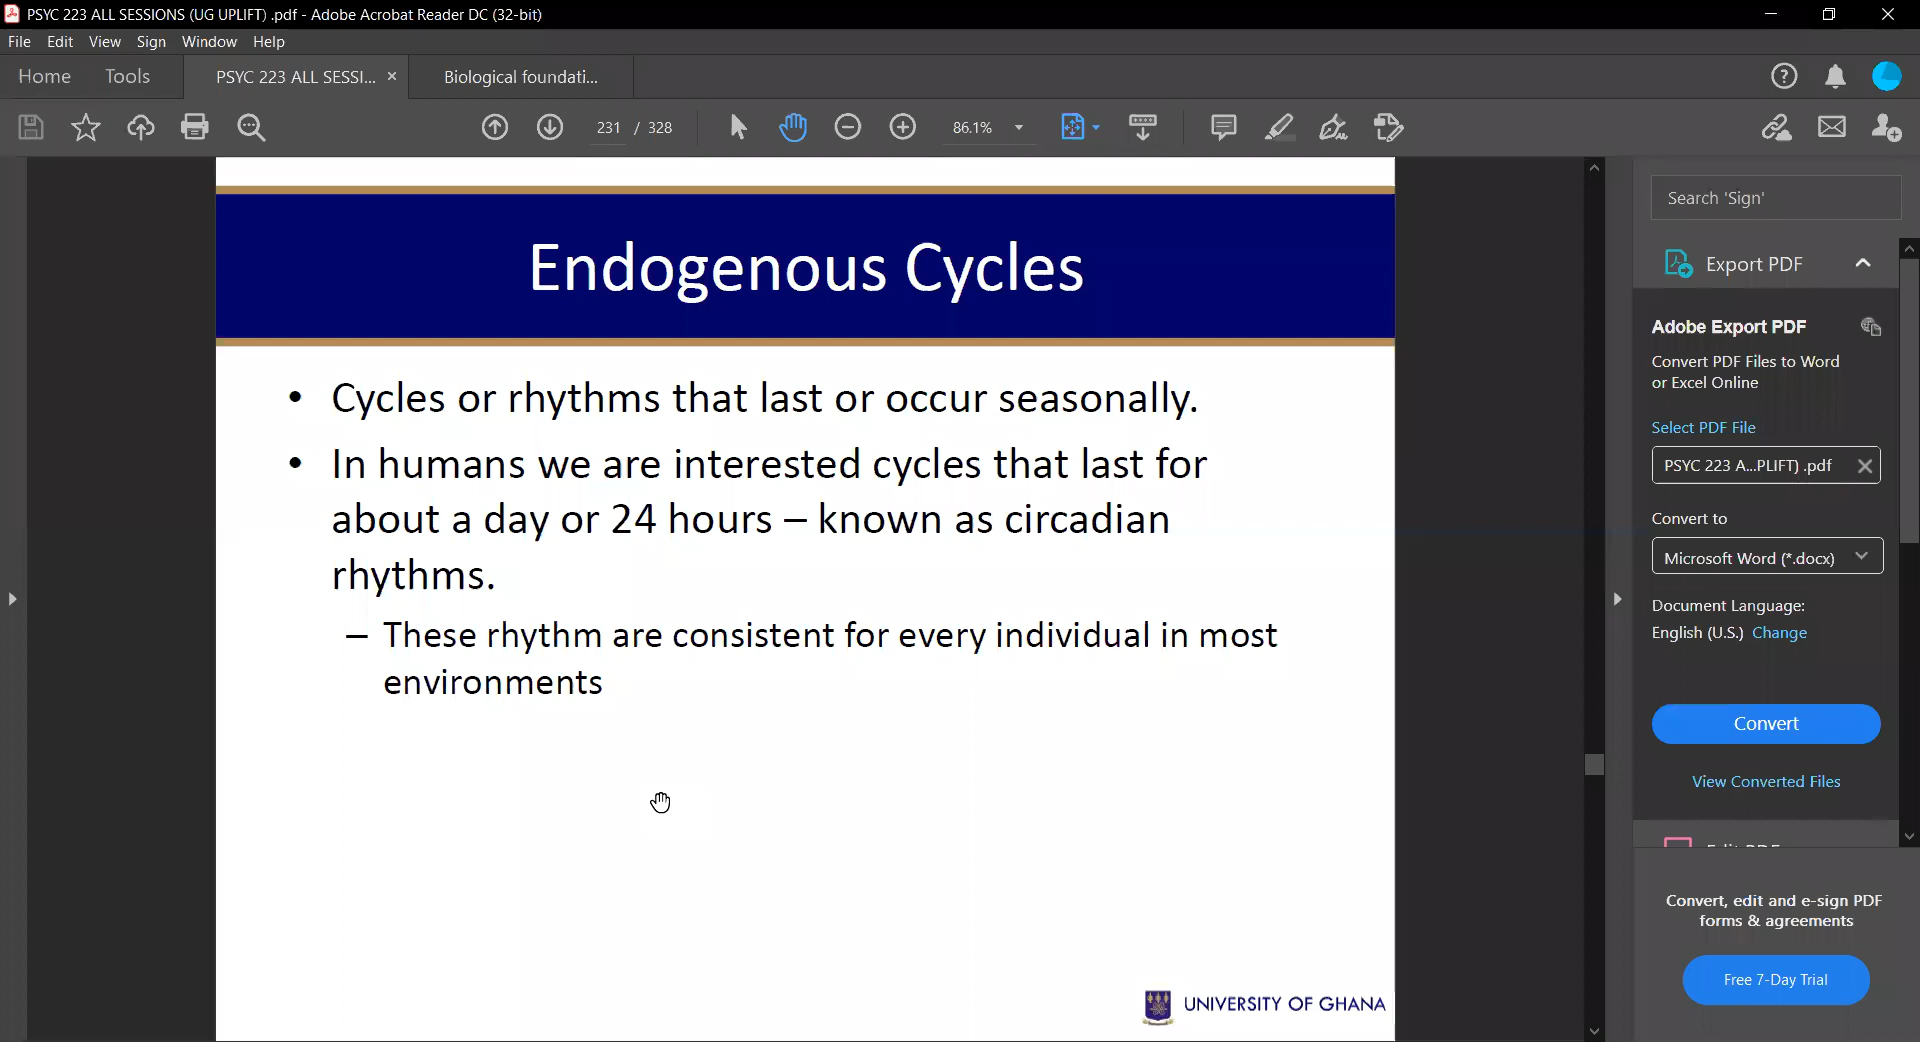 PSYC 223 ALL SESSIONS (UG UPLIFT) .pdf - Adobe Acrobat Reader DC (32-bit)
File Edit View Sign Window Help
Home Tools PSYC 223 ALL SESSI... Biological foundati...
231 / 328 86.1%
Endogenous Cycles
• Cycles or rhythms that last or occur seasonally.
• In humans we are interested cycles that last for
about a day or 24 hours – known as circadian
rhythms.
– These rhythm are consistent for every individual in most
environments
UNIVERSITY OF GHANA
Search 'Sign'
Export PDF
Adobe Export PDF
Convert PDF Files to Word
or Excel Online
Select PDF File
PSYC 223 A...PLIFT) .pdf
Convert to
Microsoft Word (*.docx)
Document Language:
English (U.S.) Change
Convert
View Converted Files
Convert, edit and e-sign PDF
forms & agreements
Free 7-Day Trial